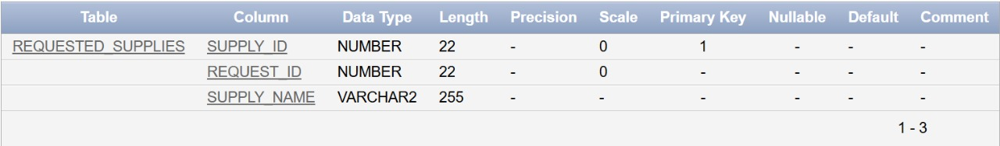 Table Column Data Type Length Precision Scale Primary Key Nullable Default Comment
REQUESTED_SUPPLIES SUPPLY_ID NUMBER 22 - 0 1 - - -
REQUEST_ID NUMBER 22 - 0 - - - -
SUPPLY_NAME VARCHAR2 255 - - - - - -
1 - 3